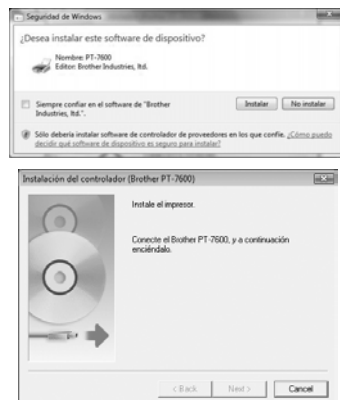 Seguridad de Windows
¿Desea instalar este software de dispositivo?
Nombre: PT-7600
Editor: Brother Industries, ltd.
Siempre confiar en el software de "Brother
Industries, ltd.".
Instalar
No instalar
Sólo debería instalar software de controlador de proveedores en los que confíe. ¿Cómo puedo
decidir qué software de dispositivo es seguro para instalar?
Instalación del controlador (Brother PT-7600)
Instale el impresor.
Conecte el Brother PT-7600, y a continuación
enciéndalo.
< Back
Next >
Cancel